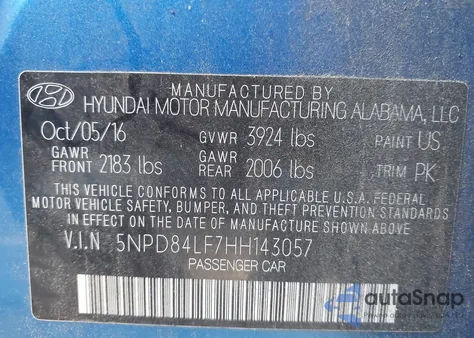 MANUFACTURED BY
HYUNDAI MOTOR MANUFACTURING ALABAMA, LLC
Oct/05/16 GVWR 3924 lbs PAINT US
GAWR FRONT 2183 lbs GAWR REAR 2006 lbs TRIM PK
THIS VEHICLE CONFORMS TO ALL APPLICABLE U.S.A. FEDERAL
MOTOR VEHICLE SAFETY, BUMPER, AND THEFT PREVENTION STANDARDS
IN EFFECT ON THE DATE OF MANUFACTURE SHOWN ABOVE.
V.I.N 5NPD84LF7HH143057
PASSENGER CAR
autoSnap